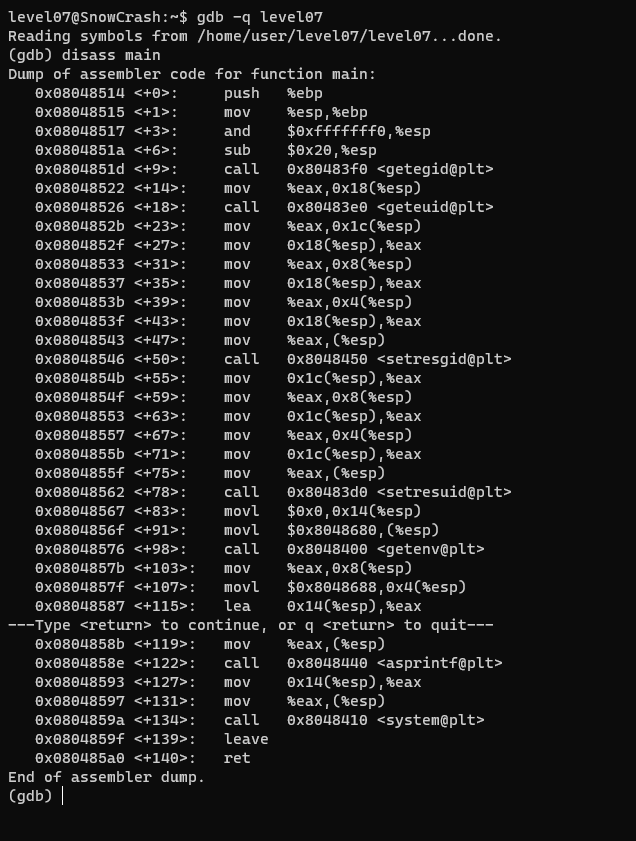 level07@SnowCrash:~$ gdb -q level07
Reading symbols from /home/user/level07/level07...done.
(gdb) disass main
Dump of assembler code for function main:
   0x08048514 <+0>:     push   %ebp
   0x08048515 <+1>:     mov    %esp,%ebp
   0x08048517 <+3>:     and    $0xfffffff0,%esp
   0x0804851a <+6>:     sub    $0x20,%esp
   0x0804851d <+9>:     call   0x80483f0 <getegid@plt>
   0x08048522 <+14>:    mov    %eax,0x18(%esp)
   0x08048526 <+18>:    call   0x80483e0 <geteuid@plt>
   0x0804852b <+23>:    mov    %eax,0x1c(%esp)
   0x0804852f <+27>:    mov    0x18(%esp),%eax
   0x08048533 <+31>:    mov    %eax,0x8(%esp)
   0x08048537 <+35>:    mov    0x18(%esp),%eax
   0x0804853b <+39>:    mov    %eax,0x4(%esp)
   0x0804853f <+43>:    mov    0x18(%esp),%eax
   0x08048543 <+47>:    mov    %eax,(%esp)
   0x08048546 <+50>:    call   0x8048450 <setresgid@plt>
   0x0804854b <+55>:    mov    0x1c(%esp),%eax
   0x0804854f <+59>:    mov    %eax,0x8(%esp)
   0x08048553 <+63>:    mov    0x1c(%esp),%eax
   0x08048557 <+67>:    mov    %eax,0x4(%esp)
   0x0804855b <+71>:    mov    0x1c(%esp),%eax
   0x0804855f <+75>:    mov    %eax,(%esp)
   0x08048562 <+78>:    call   0x80483d0 <setresuid@plt>
   0x08048567 <+83>:    movl   $0x0,0x14(%esp)
   0x0804856f <+91>:    movl   $0x8048680,(%esp)
   0x08048576 <+98>:    call   0x8048400 <getenv@plt>
   0x0804857b <+103>:   mov    %eax,0x8(%esp)
   0x0804857f <+107>:   movl   $0x8048688,0x4(%esp)
   0x08048587 <+115>:   lea    0x14(%esp),%eax
---Type <return> to continue, or q <return> to quit---
   0x0804858b <+119>:   mov    %eax,(%esp)
   0x0804858e <+122>:   call   0x8048440 <asprintf@plt>
   0x08048593 <+127>:   mov    0x14(%esp),%eax
   0x08048597 <+131>:   mov    %eax,(%esp)
   0x0804859a <+134>:   call   0x8048410 <system@plt>
   0x0804859f <+139>:   leave
   0x080485a0 <+140>:   ret
End of assembler dump.
(gdb)